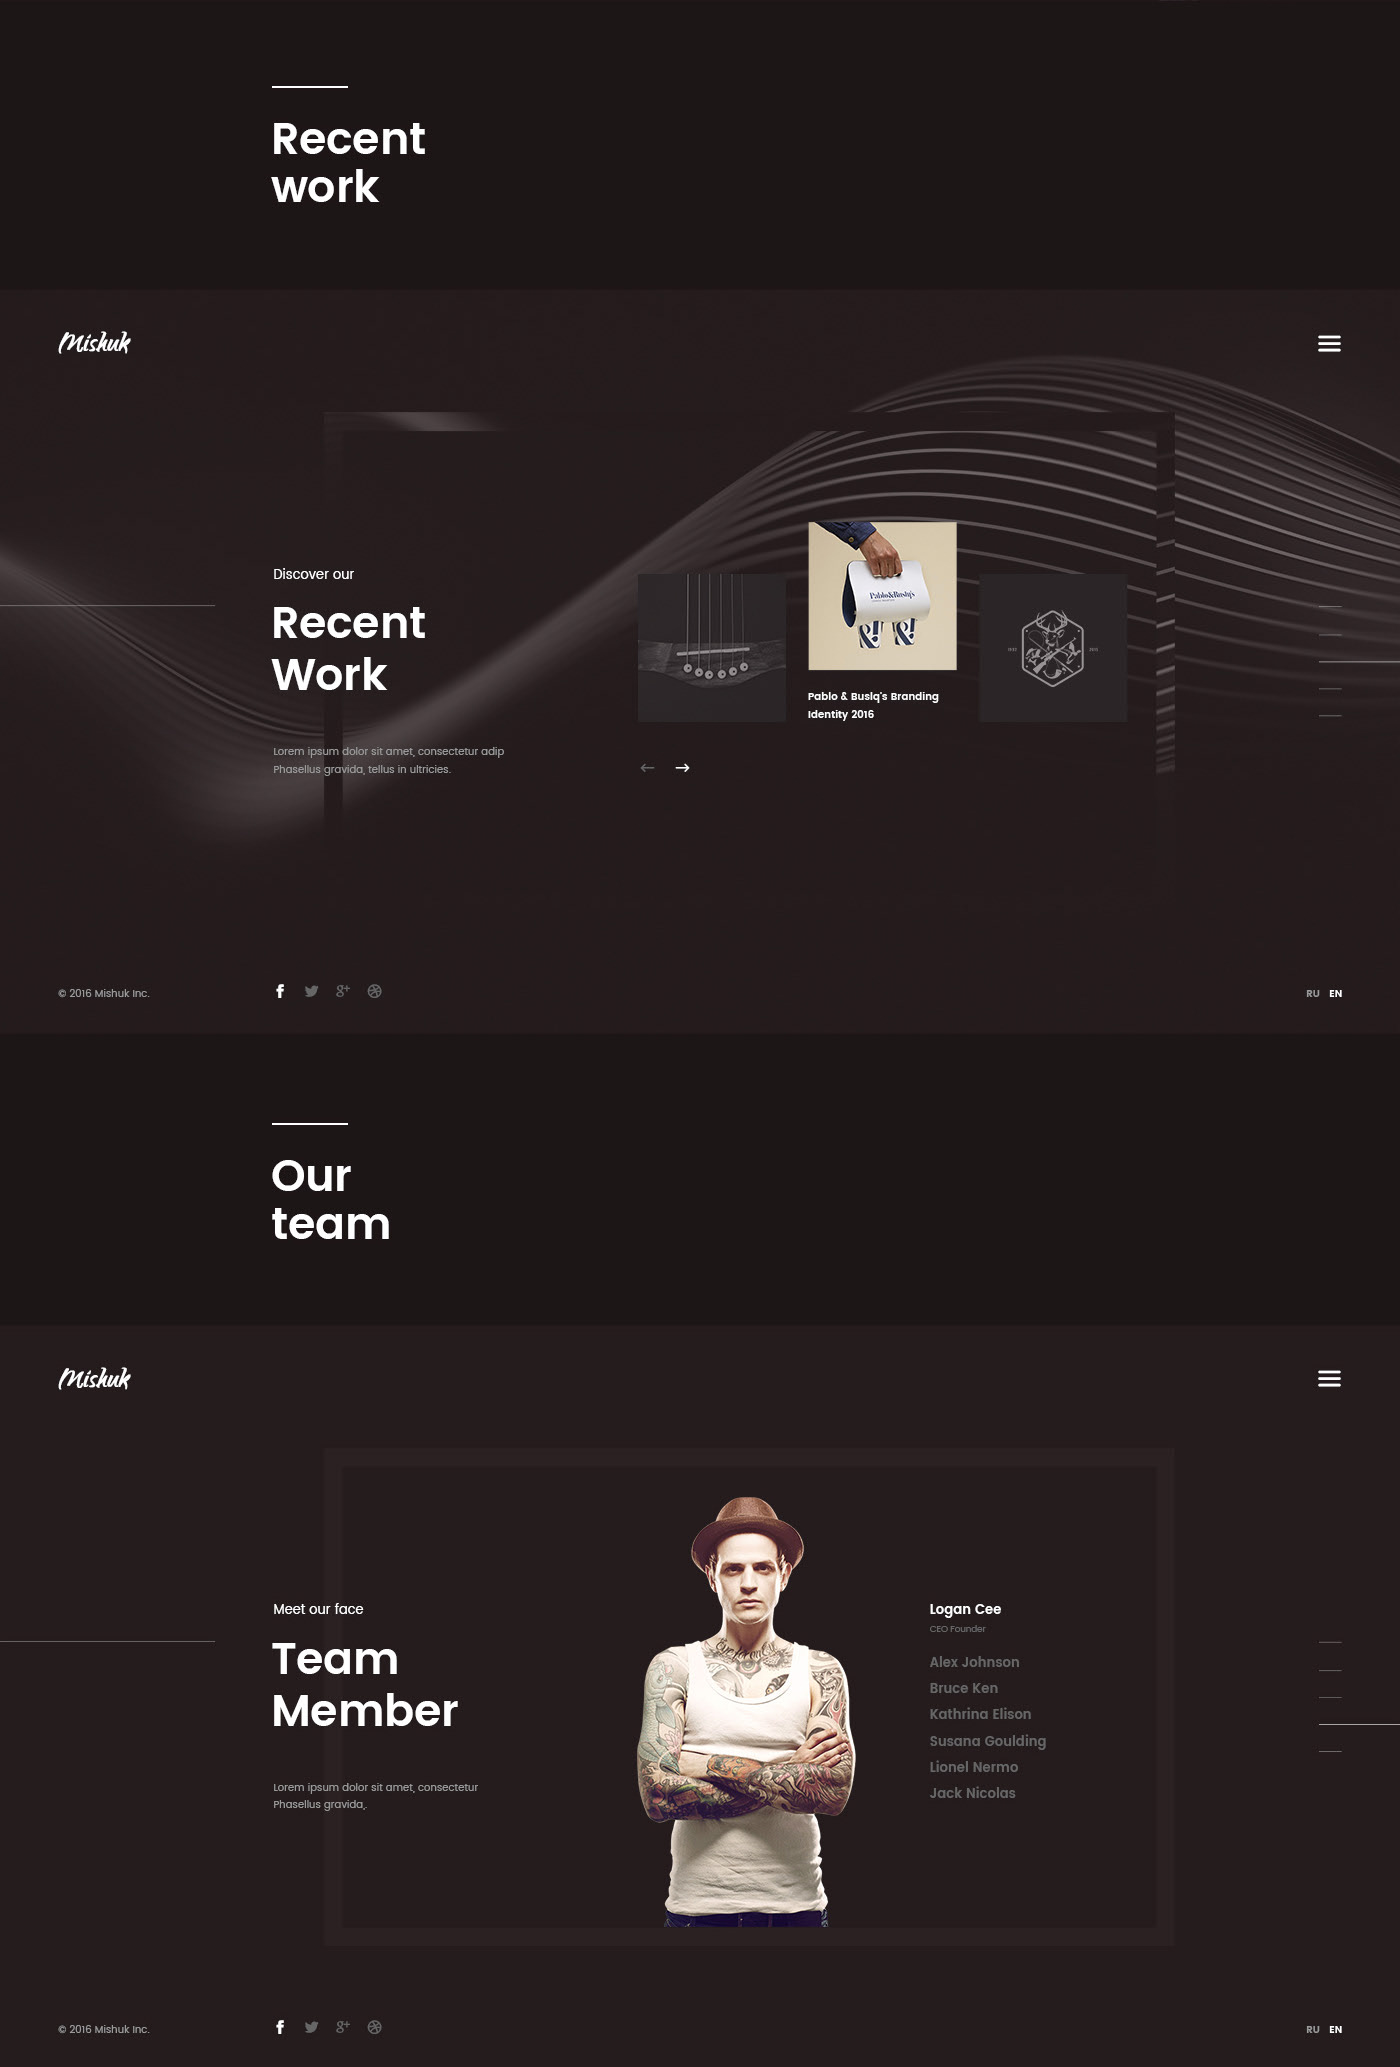 Recent
work
Mishuk
Discover our
Recent
Work
Lorem ipsum dolor sit amet, consectetur adip
Phasellus gravida, tellus in ultricies.
Pablo & Buslq's Branding
Identity 2016
© 2016 Mishuk Inc.
RU EN
Our
team
Mishuk
Meet our face
Team
Member
Lorem ipsum dolor sit amet, consectetur
Phasellus gravida,.
Logan Cee
CEO Founder
Alex Johnson
Bruce Ken
Kathrina Elison
Susana Goulding
Lionel Nermo
Jack Nicolas
© 2016 Mishuk Inc.
RU EN